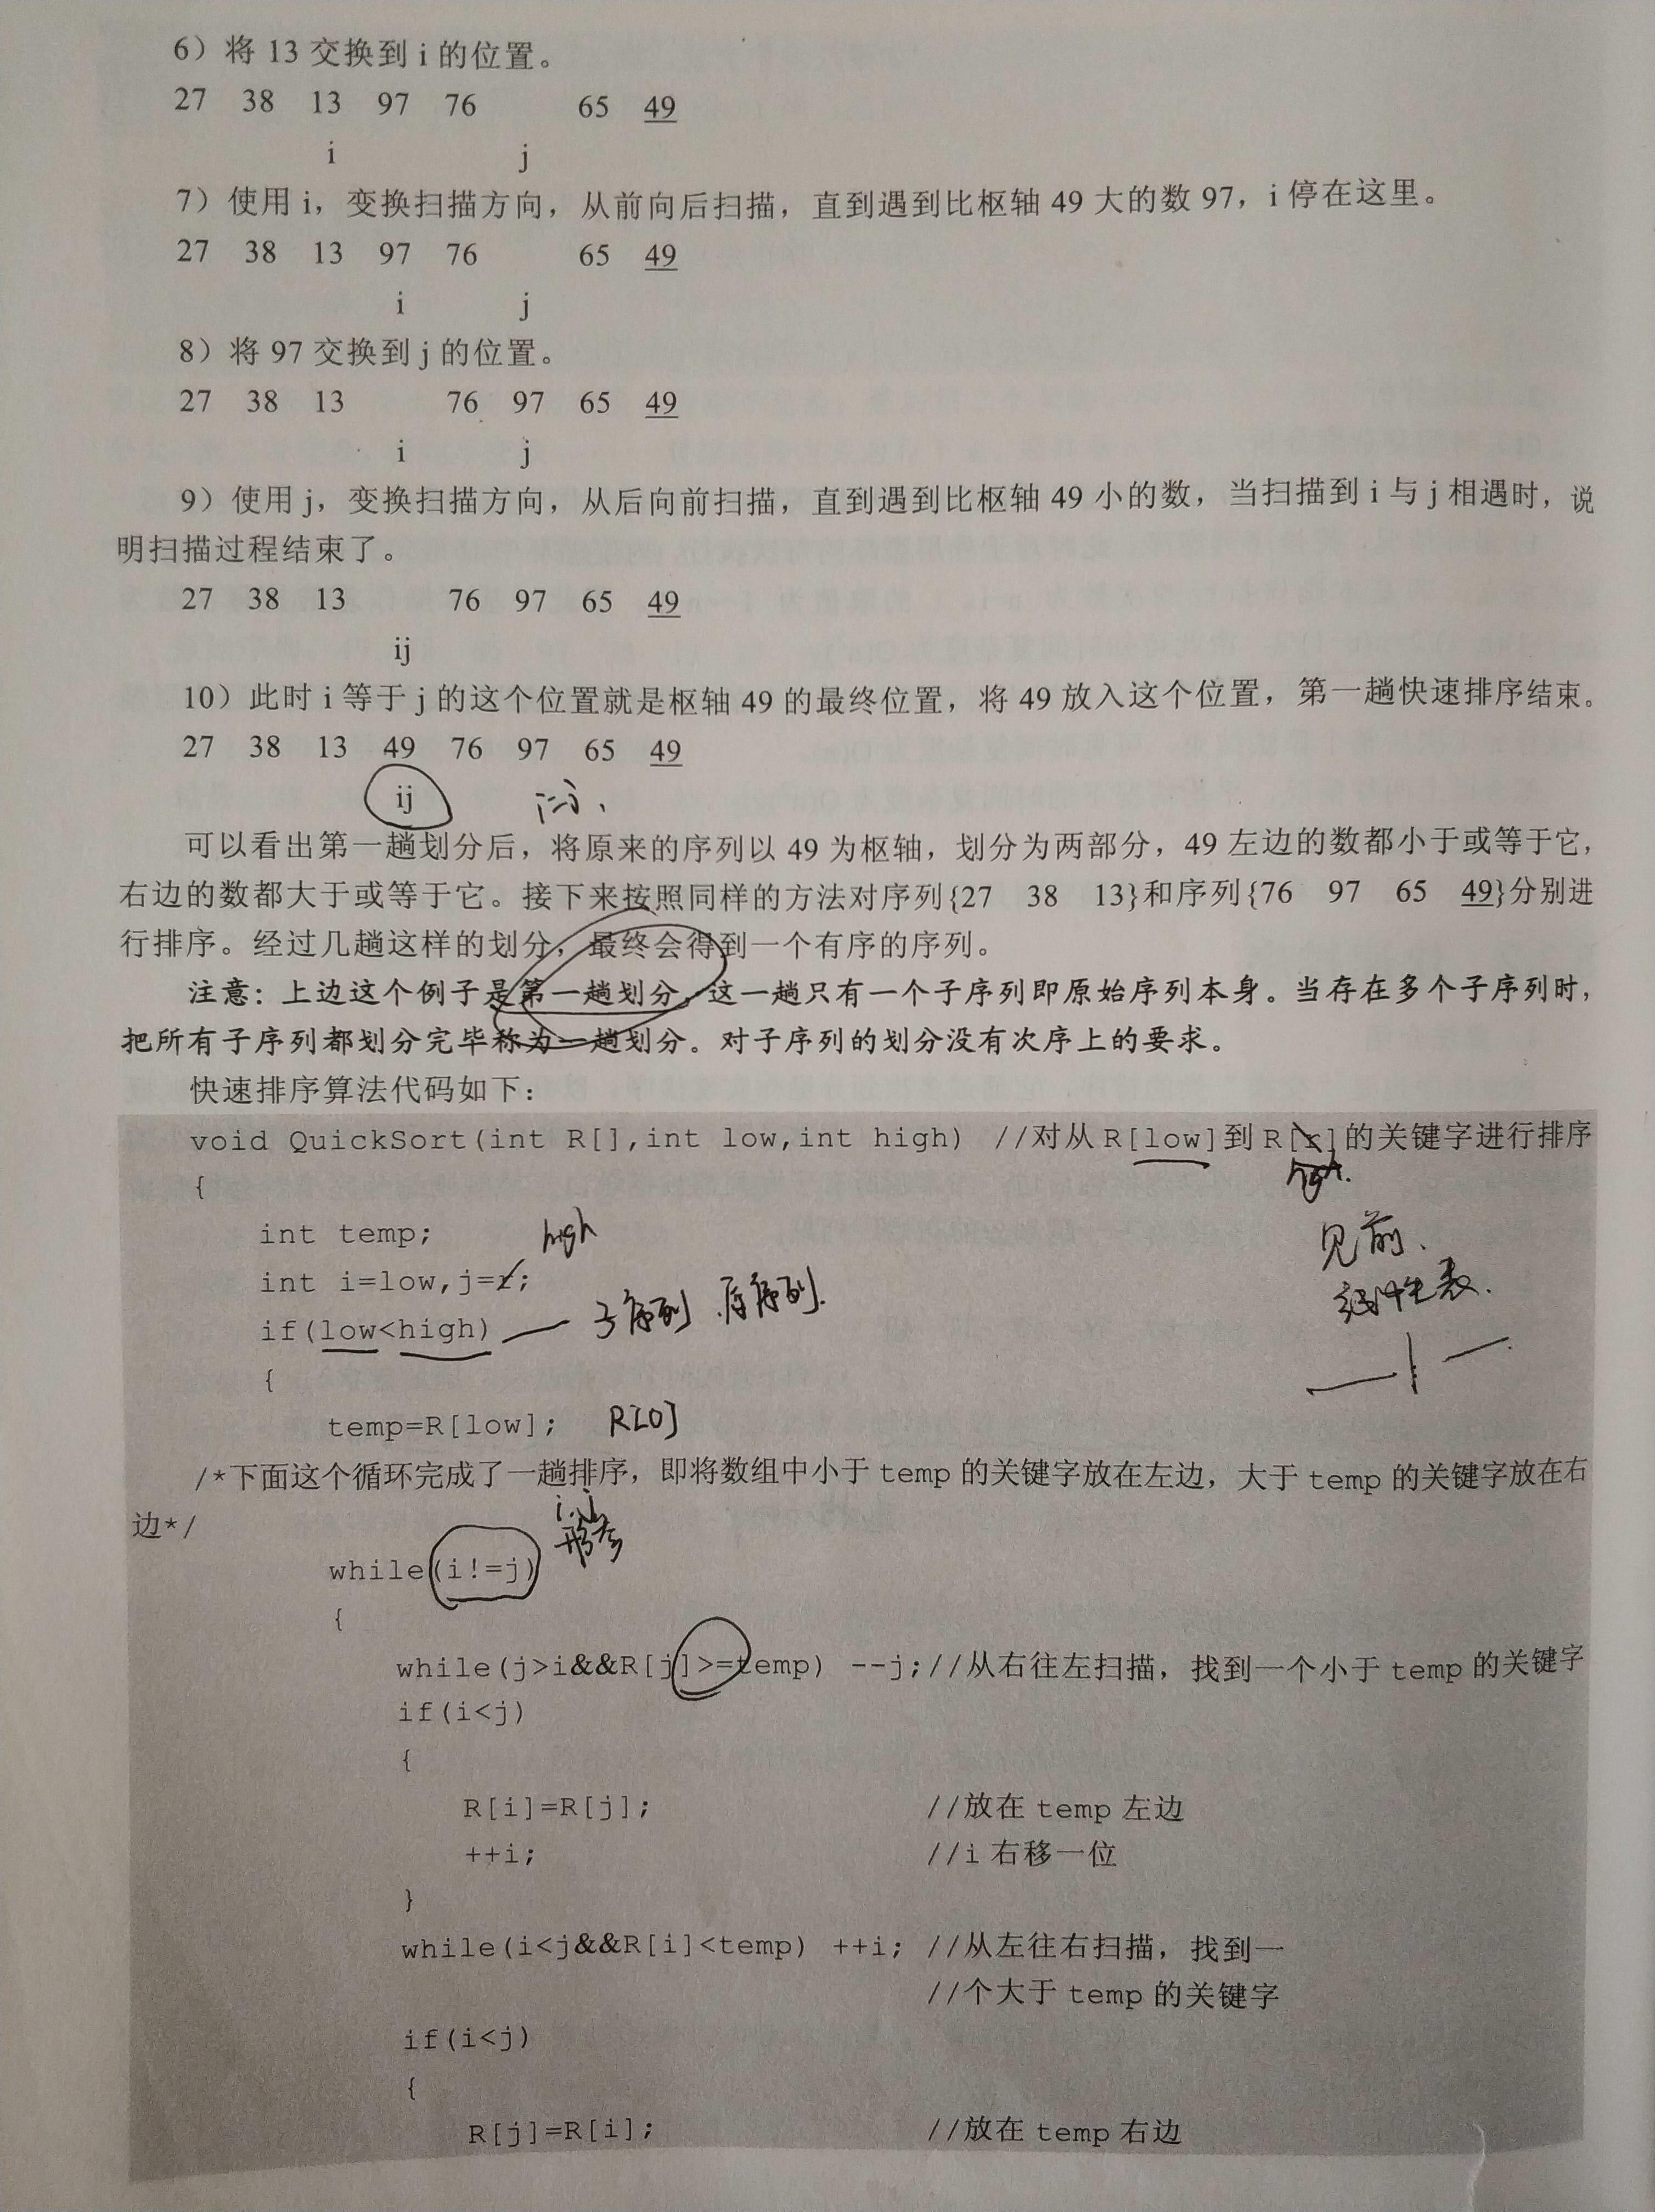 6）将 13 交换到 i 的位置。
27 38 13 97 76 65 49
i j
7）使用 i，变换扫描方向，从前向后扫描，直到遇到比枢轴 49 大的数 97，i 停在这里。
27 38 13 97 76 65 49
i j
8）将 97 交换到 j 的位置。
27 38 13 76 97 65 49
i j
9）使用 j，变换扫描方向，从后向前扫描，直到遇到比枢轴 49 小的数，当扫描到 i 与 j 相遇时，说
明扫描过程结束了。
27 38 13 76 97 65 49
ij
10）此时 i 等于 j 的这个位置就是枢轴 49 的最终位置，将 49 放入这个位置，第一趟快速排序结束。
27 38 13 49 76 97 65 49
ij i=j,
可以看出第一趟划分后，将原来的序列以 49 为枢轴，划分为两部分，49 左边的数都小于或等于它，
右边的数都大于或等于它。接下来按照同样的方法对序列{27 38 13}和序列{76 97 65 49}分别进
行排序。经过几趟这样的划分，最终会得到一个有序的序列。
注意：上边这个例子是第一趟划分，这一趟只有一个子序列即原始序列本身。当存在多个子序列时，
把所有子序列都划分完毕称为一趟划分。对子序列的划分没有次序上的要求。
快速排序算法代码如下：
void QuickSort(int R[],int low,int high) //对从 R[low]到 R[r]的关键字进行排序
high.
{
int temp; high 见前、
int i=low,j=r;
线性表.
if(low<high) 子序列 原序列.
{
temp=R[low]; R[0]
/*下面这个循环完成了一趟排序，即将数组中小于 temp 的关键字放在左边，大于 temp 的关键字放在右
边*/
i.j
while(i!=j)
{
while(j>i&&R[j]>=temp) --j;//从右往左扫描，找到一个小于 temp 的关键字
if(i<j)
{
R[i]=R[j]; //放在 temp 左边
++i; //i 右移一位
}
while(i<j&&R[i]<temp) ++i; //从左往右扫描，找到一
//个大于 temp 的关键字
if(i<j)
{
R[j]=R[i]; //放在 temp 右边